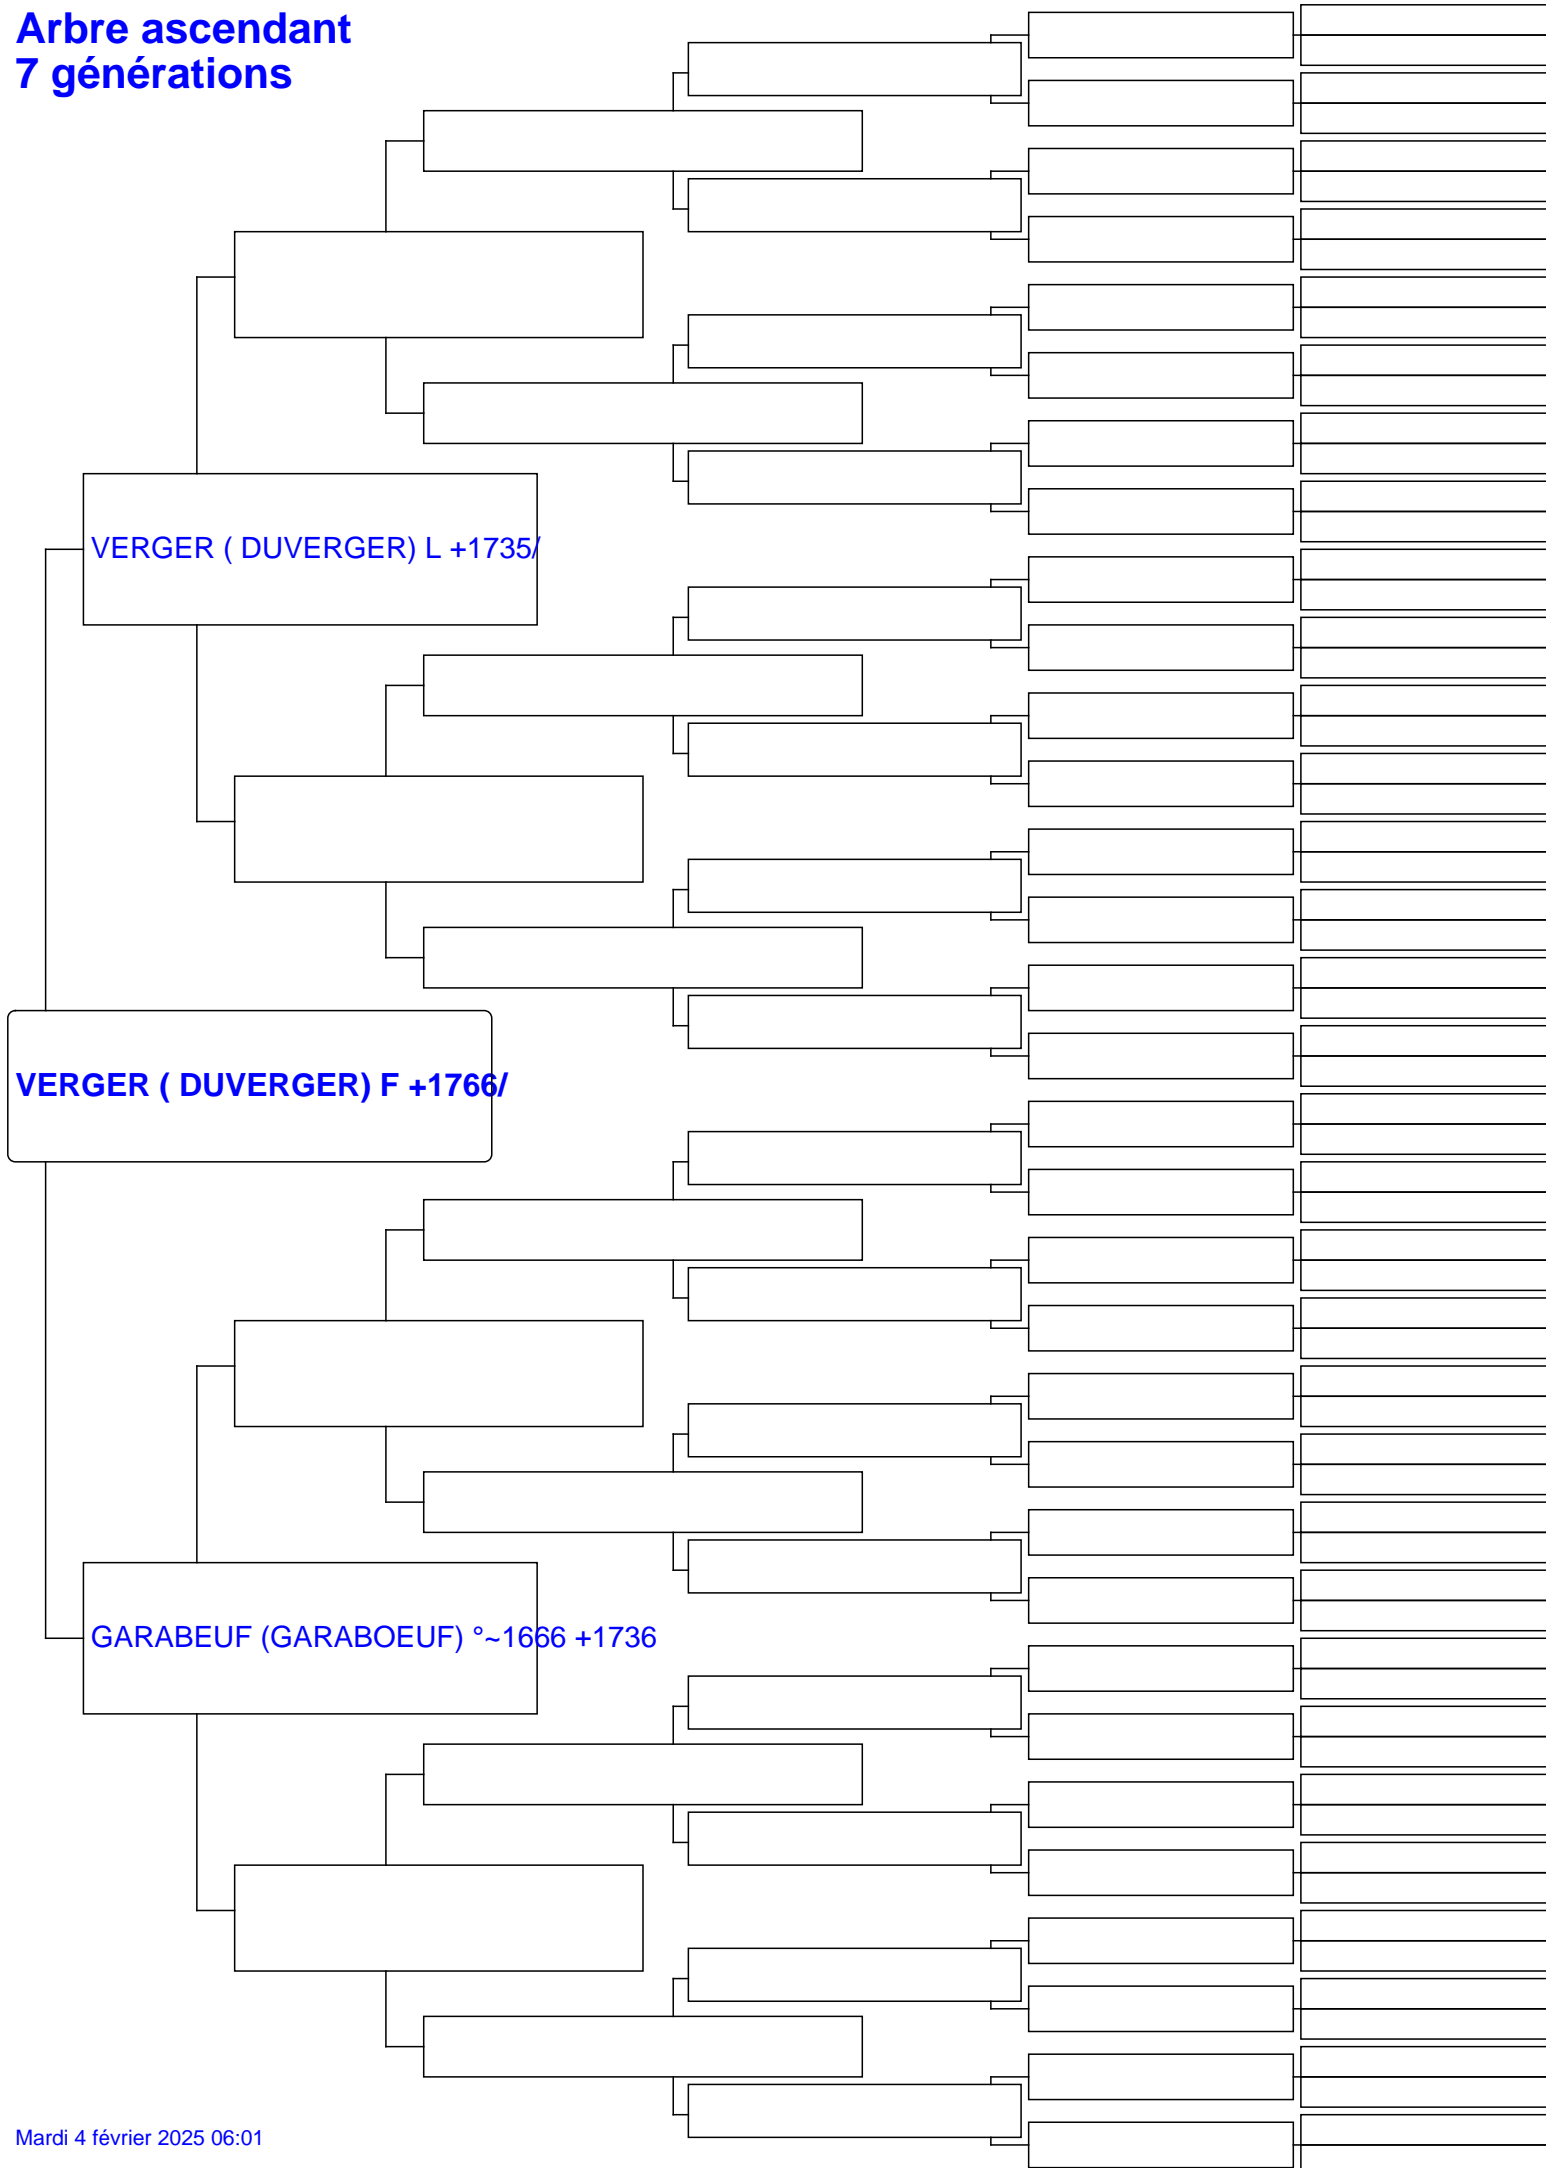 Arbre ascendant
7 générations
VERGER ( DUVERGER) L +1735/
VERGER ( DUVERGER) F +1766/
GARABEUF (GARABOEUF) °~1666 +1736
Mardi 4 février 2025 06:01